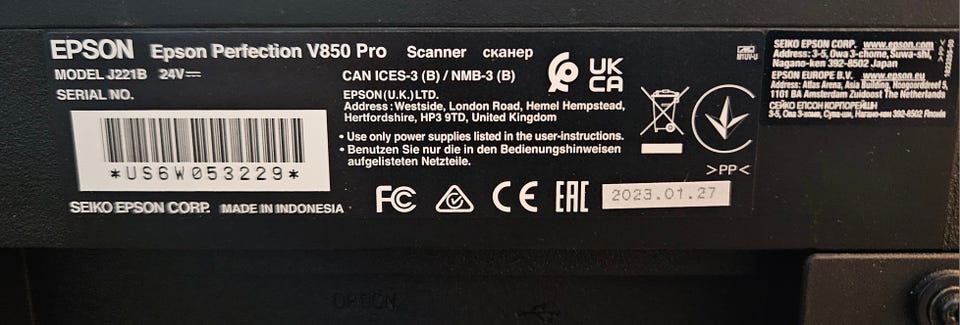 EPSON Epson Perfection V850 Pro Scanner сканер
MODEL J221B 24V
SERIAL NO.
*US6W053229*
SEIKO EPSON CORP. MADE IN INDONESIA
CAN ICES-3 (B) / NMB-3 (B)
EPSON (U.K.) LTD.
Address : Westside, London Road, Hemel Hempstead,
Hertfordshire, HP3 9TD, United Kingdom
• Use only power supplies listed in the user-instructions.
• Benutzen Sie nur die in den Bedienungshinweisen
aufgelisteten Netzteile.
FC CE EAC 2023.01.27
UK
CA
>PP<
SEIKO EPSON CORP. www.epson.com
Address: 3-5, Owa 3-chome, Suwa-shi,
Nagano-ken 392-8502 Japan
EPSON EUROPE B.V. www.epson.eu
Address: Atlas Arena, Asia Building, Hoogoorddreef 5,
1101 BA Amsterdam Zuidoost The Netherlands
СЕЙКО ЕПСОН КОРПОРЕЙШН
OPTION